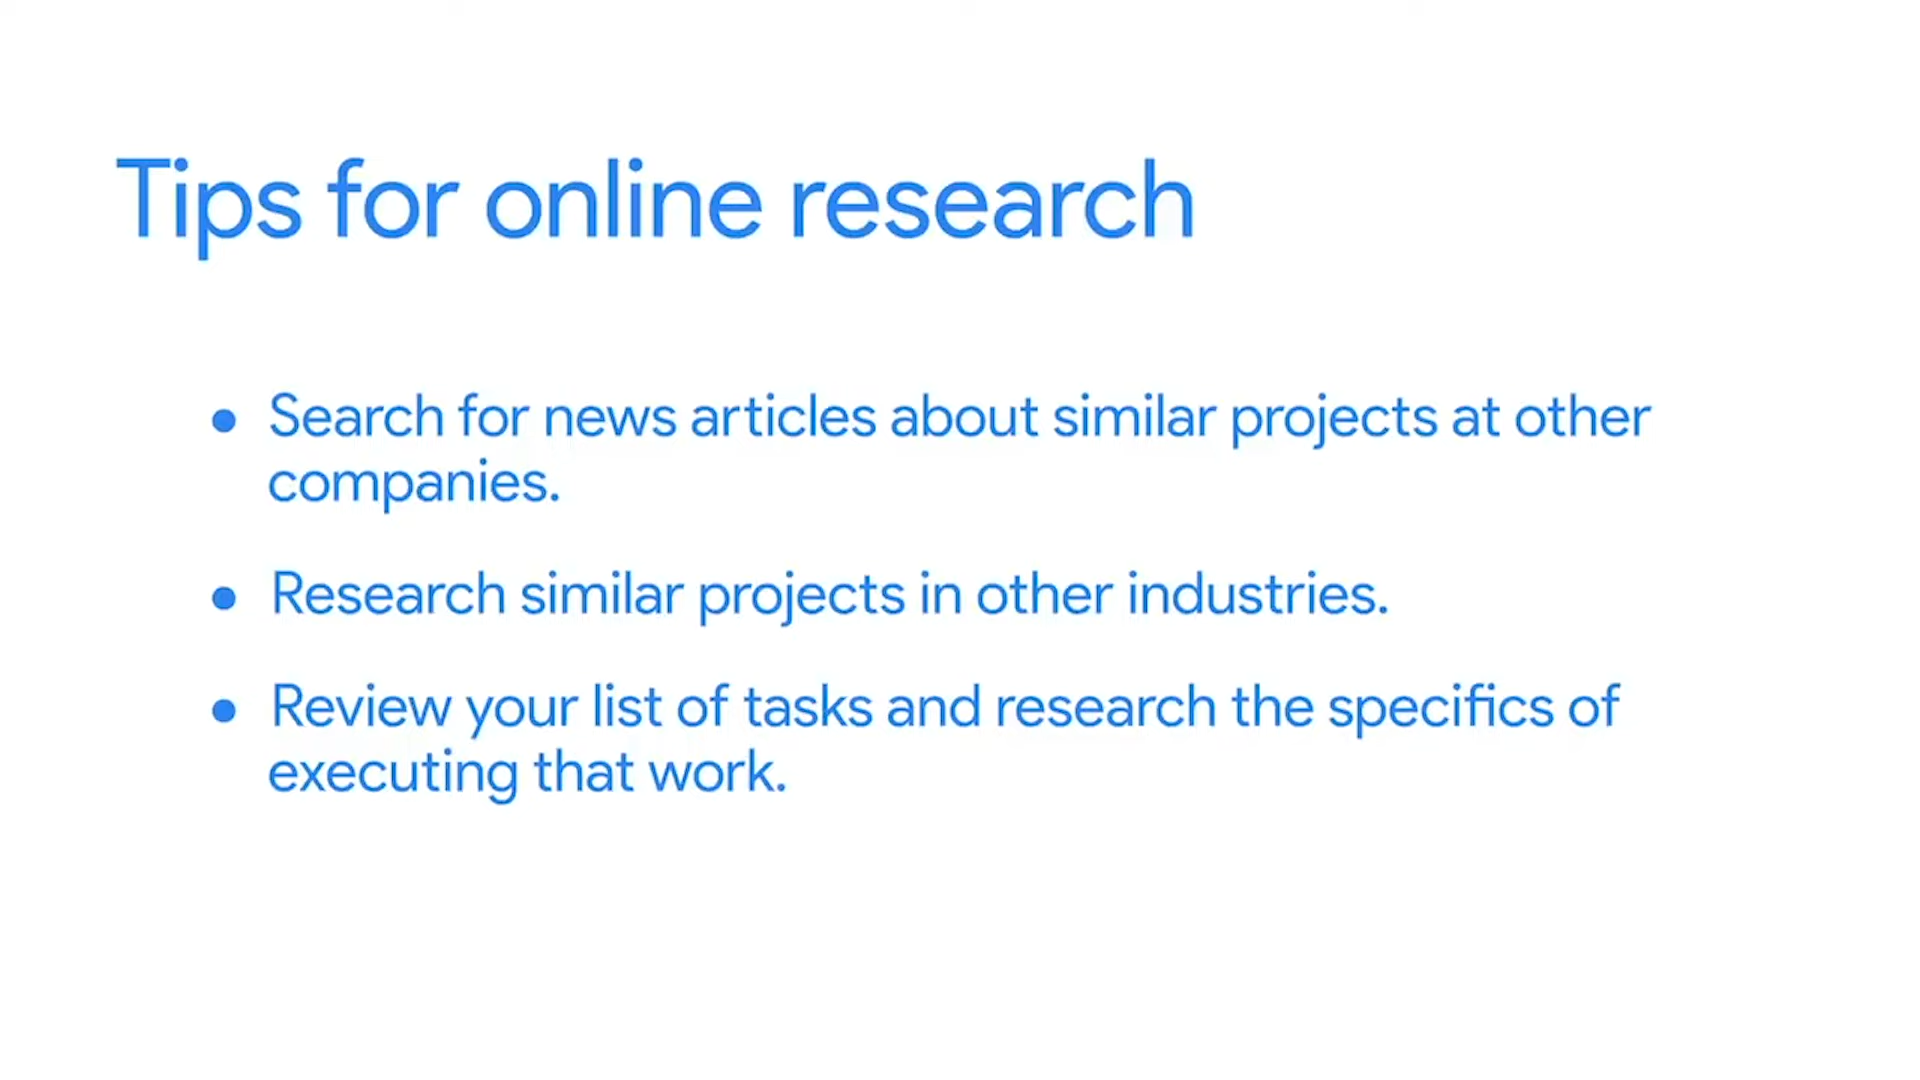 Tips for online research
• Search for news articles about similar projects at other
companies.
• Research similar projects in other industries.
• Review your list of tasks and research the specifics of
executing that work.